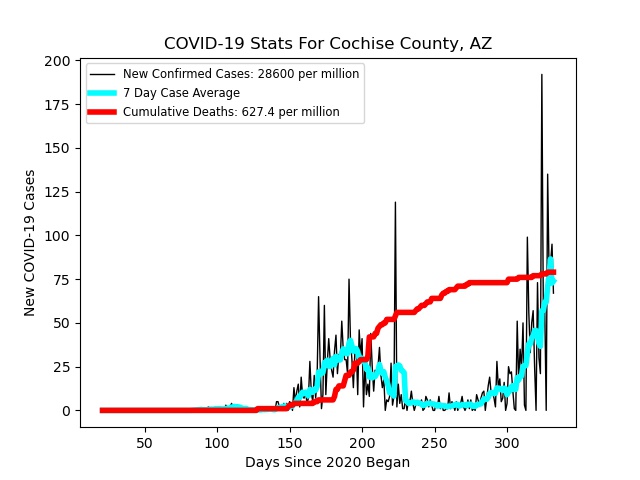 COVID-19 Stats For Cochise County, AZ
New Confirmed Cases: 28600 per million
7 Day Case Average
Cumulative Deaths: 627.4 per million
New COVID-19 Cases
200
175
150
125
100
75
50
25
0
50 100 150 200 250 300
Days Since 2020 Began